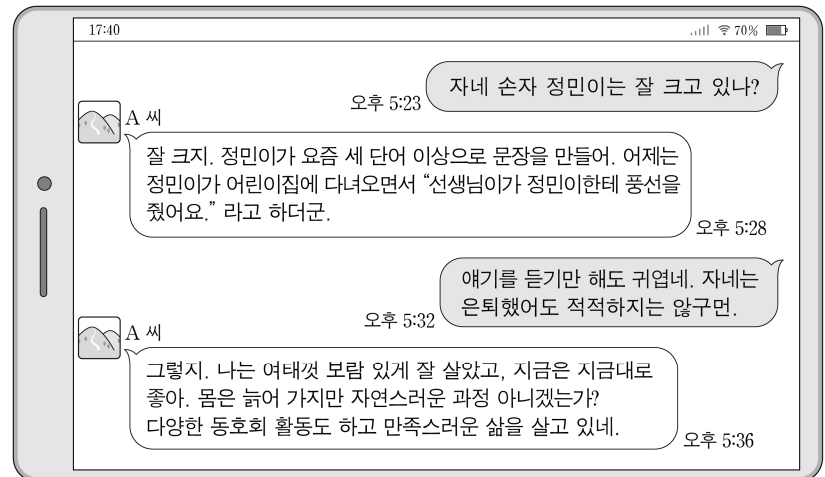 17:40
70%
자네 손자 정민이는 잘 크고 있나?
오후 5:23
A 씨
잘 크지. 정민이가 요즘 세 단어 이상으로 문장을 만들어. 어제는
정민이가 어린이집에 다녀오면서 “선생님이가 정민이한테 풍선을
줬어요.” 라고 하더군.
오후 5:28
얘기를 듣기만 해도 귀엽네. 자네는
은퇴했어도 적적하지는 않구먼.
오후 5:32
A 씨
그렇지. 나는 여태껏 보람 있게 잘 살았고, 지금은 지금대로
좋아. 몸은 늙어 가지만 자연스러운 과정 아니겠는가?
다양한 동호회 활동도 하고 만족스러운 삶을 살고 있네.
오후 5:36